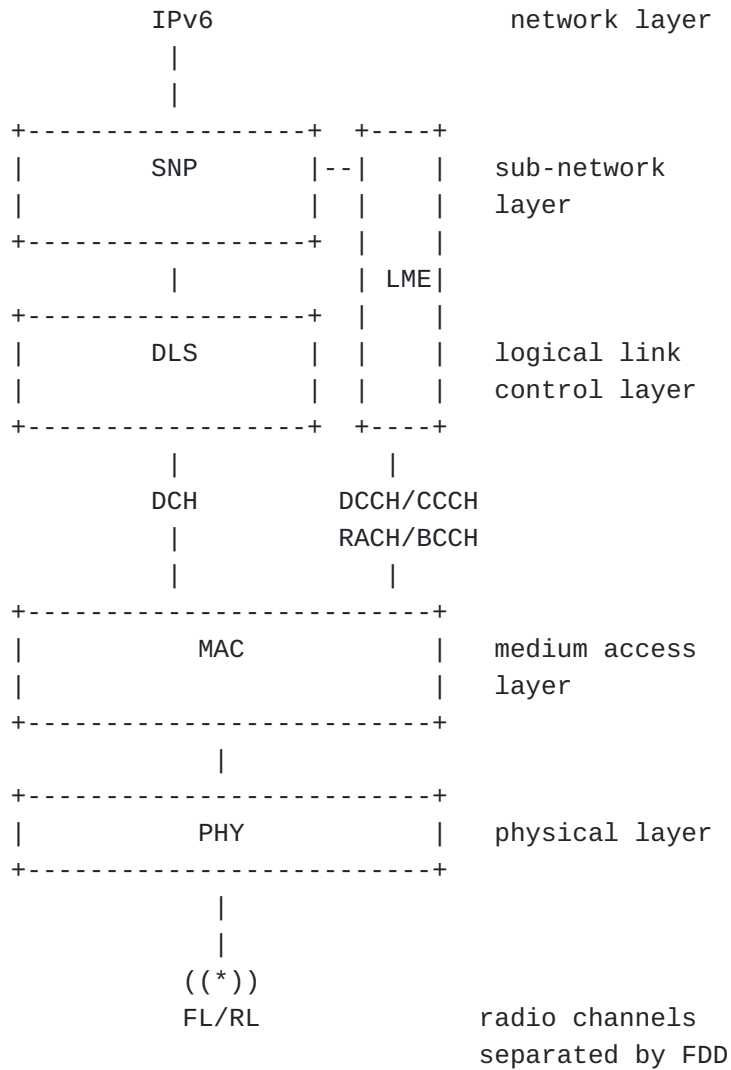 IPv6 network layer
|
|
+------------------+ +----+
| SNP |--| | sub-network
| | | | layer
+------------------+ | |
| | LME|
+------------------+ | |
| DLS | | | logical link
| | | | control layer
+------------------+ +----+
| |
DCH DCCH/CCCH
| RACH/BCCH
| |
+--------------------------+
| MAC | medium access
| | layer
+--------------------------+
|
+--------------------------+
| PHY | physical layer
+--------------------------+
|
|
((*))
FL/RL radio channels
separated by FDD